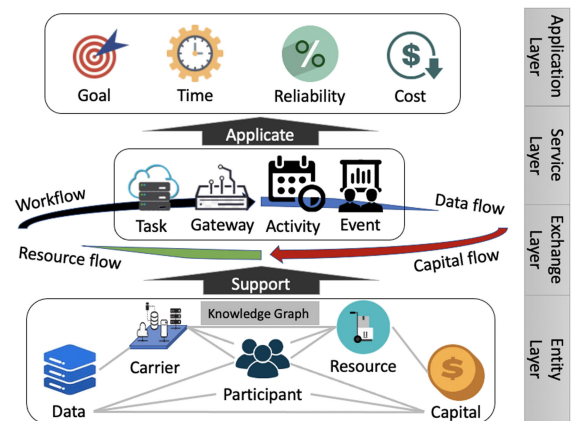 Goal
Time
Reliability
Cost
Application
Layer
Applicate
Service
Layer
Workflow
Task
Gateway
Activity
Event
Data flow
Resource flow
Capital flow
Exchange
Layer
Support
Knowledge Graph
Carrier
Participant
Resource
Data
Capital
Entity
Layer